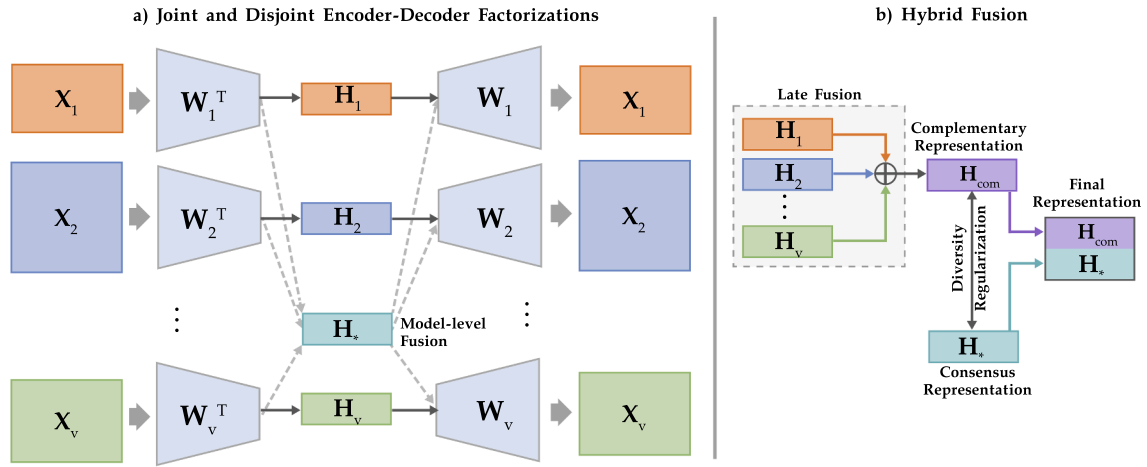 a) Joint and Disjoint Encoder-Decoder Factorizations
X₁
W₁ᵀ
H₁
W₁
X₁
X₂
W₂ᵀ
H₂
W₂
X₂
⋮
⋮
H*
Model-level
Fusion
Xᵥ
Wᵥᵀ
Hᵥ
Wᵥ
Xᵥ
b) Hybrid Fusion
Late Fusion
H₁
H₂
⋮
Hᵥ
Complementary
Representation
H_com
Diversity
Regularization
H*
Consensus
Representation
Final
Representation
H_com
H*